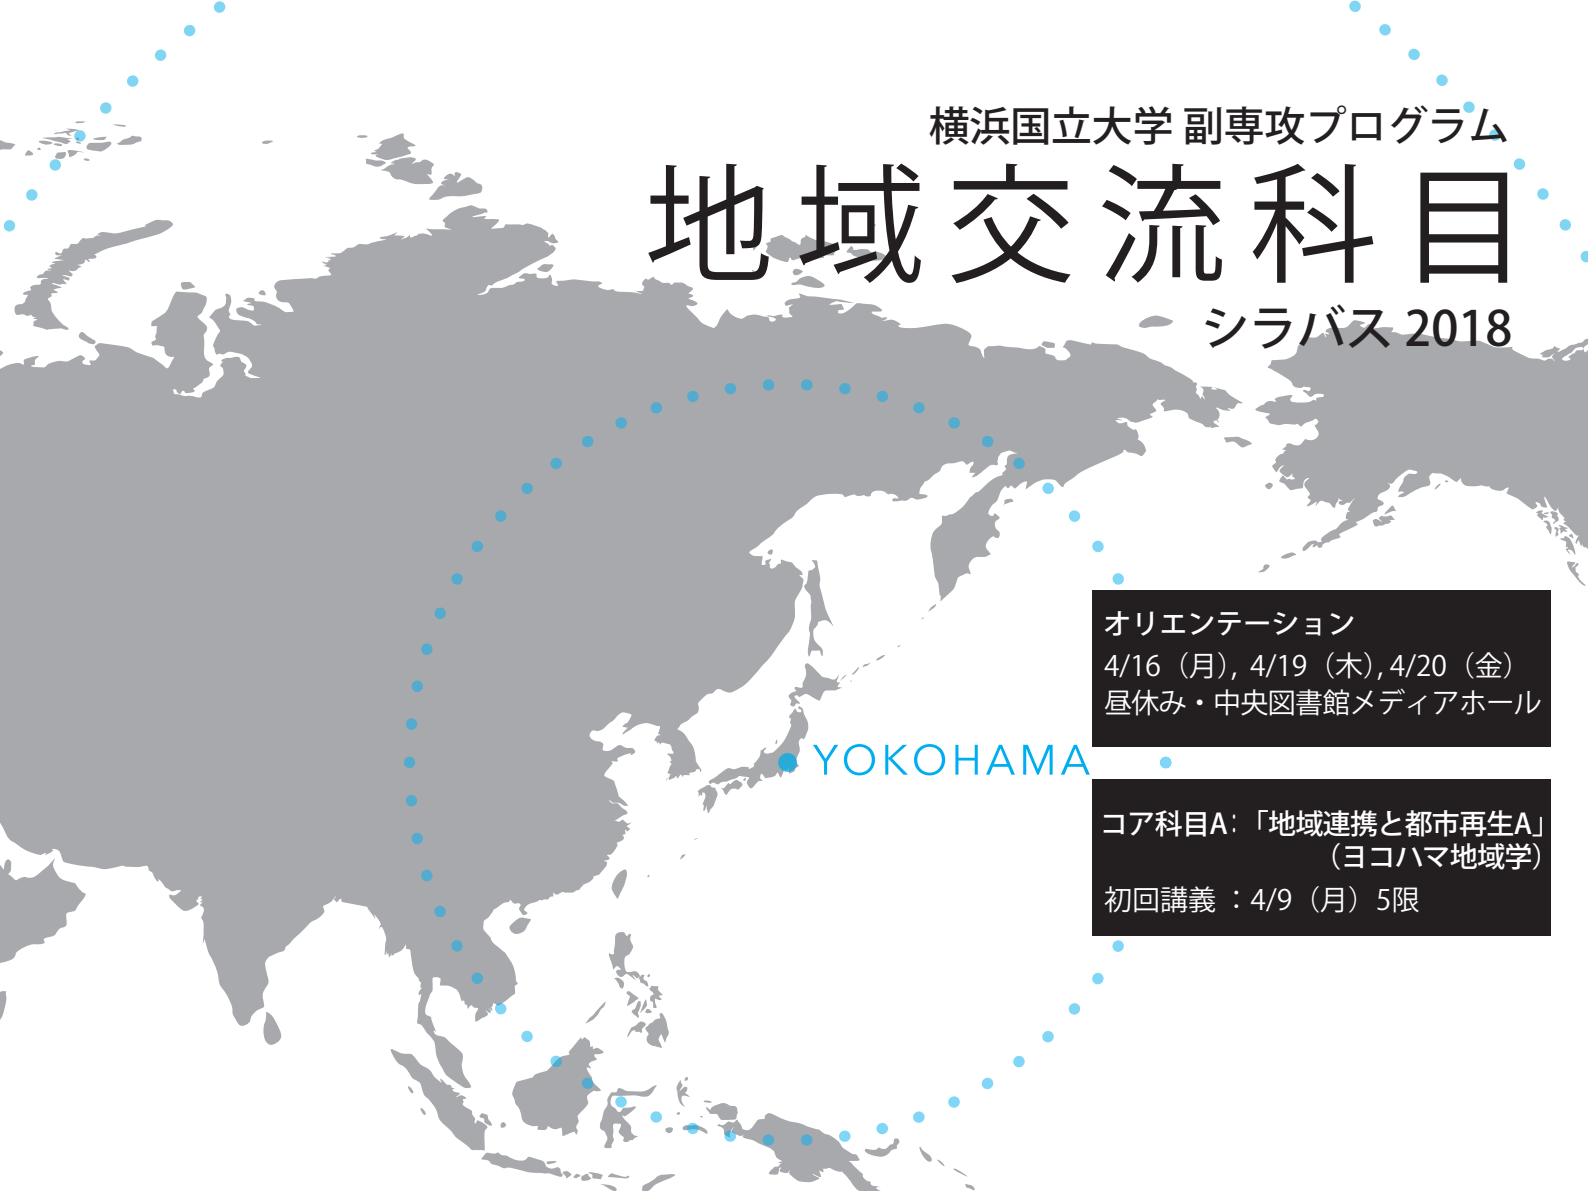 横浜国立大学 副専攻プログラム
地域交流科目
シラバス 2018
オリエンテーション
4/16（月）, 4/19（木）, 4/20（金）
昼休み・中央図書館メディアホール
YOKOHAMA
コア科目A：「地域連携と都市再生A」
（ヨコハマ地域学）
初回講義 ：4/9（月）5限